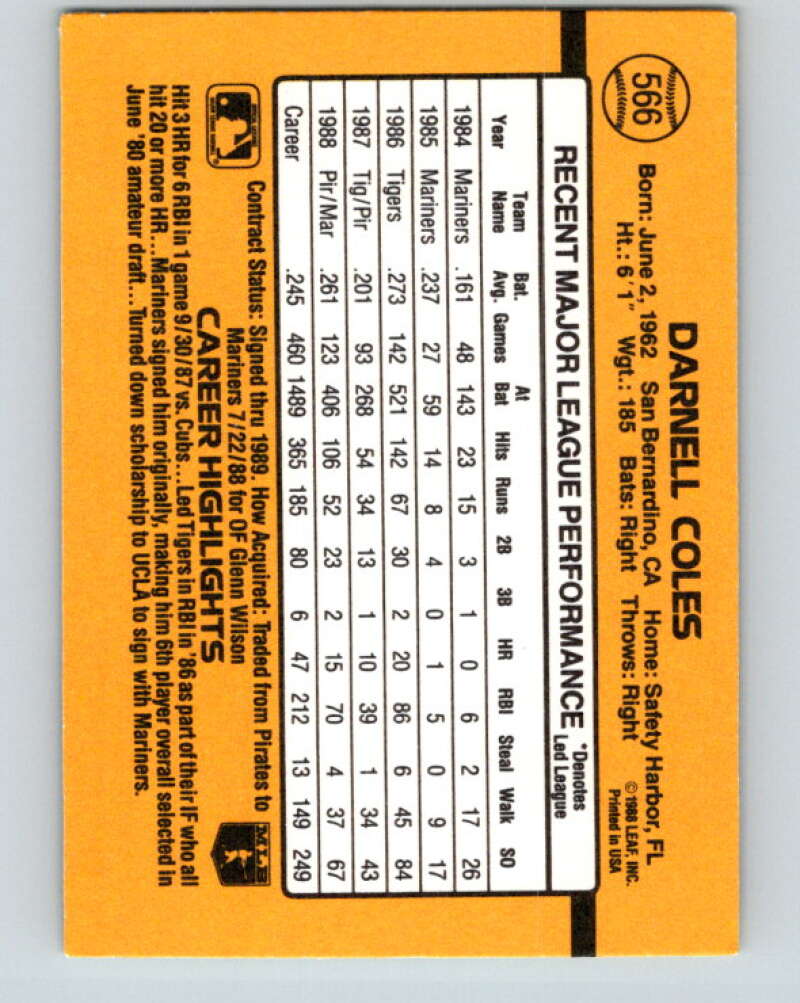 566
DARNELL COLES
Born: June 2, 1962 San Bernardino, CA Home: Safety Harbor, FL
Ht.: 6'1" Wgt.: 185 Bats: Right Throws: Right
©1988 LEAF, INC.
Printed in USA
RECENT MAJOR LEAGUE PERFORMANCE
*Denotes
Led League
Year Team Name Bat. Avg. Games At Bat Hits Runs 2B 3B HR RBI Steal Walk SO
1984 Mariners .161 48 143 23 15 3 1 0 6 2 17 26
1985 Mariners .237 27 59 14 8 4 0 1 5 0 9 17
1986 Tigers .273 142 521 142 67 30 2 20 86 6 45 84
1987 Tig/Pir .201 93 268 54 34 13 1 10 39 1 34 43
1988 Pir/Mar .261 123 406 106 52 23 2 15 70 4 37 67
Career .245 460 1489 365 185 80 6 47 212 13 149 249
Contract Status: Signed thru 1989. How Acquired: Traded from Pirates to
Mariners 7/22/88 for OF Glenn Wilson
MLB
CAREER HIGHLIGHTS
Hit 3 HR for 6 RBI in 1 game 9/30/87 vs. Cubs...Led Tigers in RBI in '86 as part of their IF who all
hit 20 or more HR...Mariners signed him originally, making him 6th player overall selected in
June '80 amateur draft...Turned down scholarship to UCLA to sign with Mariners.